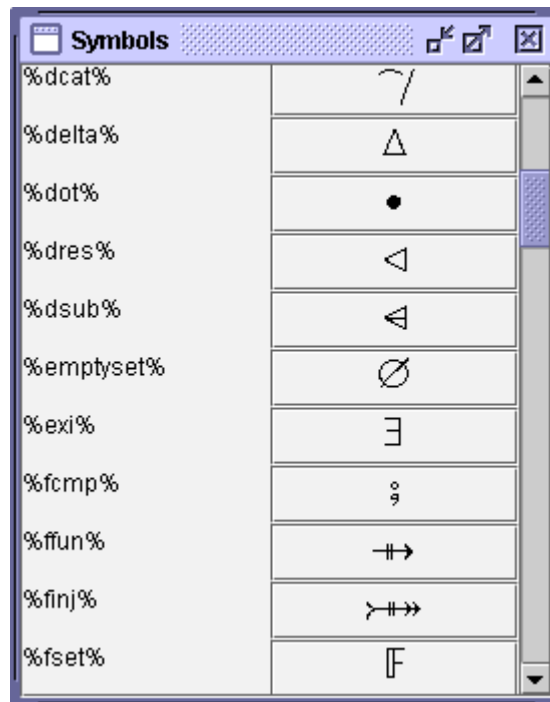 Symbols
%dcat% ⁀/
%delta% Δ
%dot% •
%dres% ◁
%dsub% ⩤
%emptyset% ∅
%exi% ∃
%fcmp% ⨟
%ffun% ⇻
%finj% ⤕
%fset% 𝔽